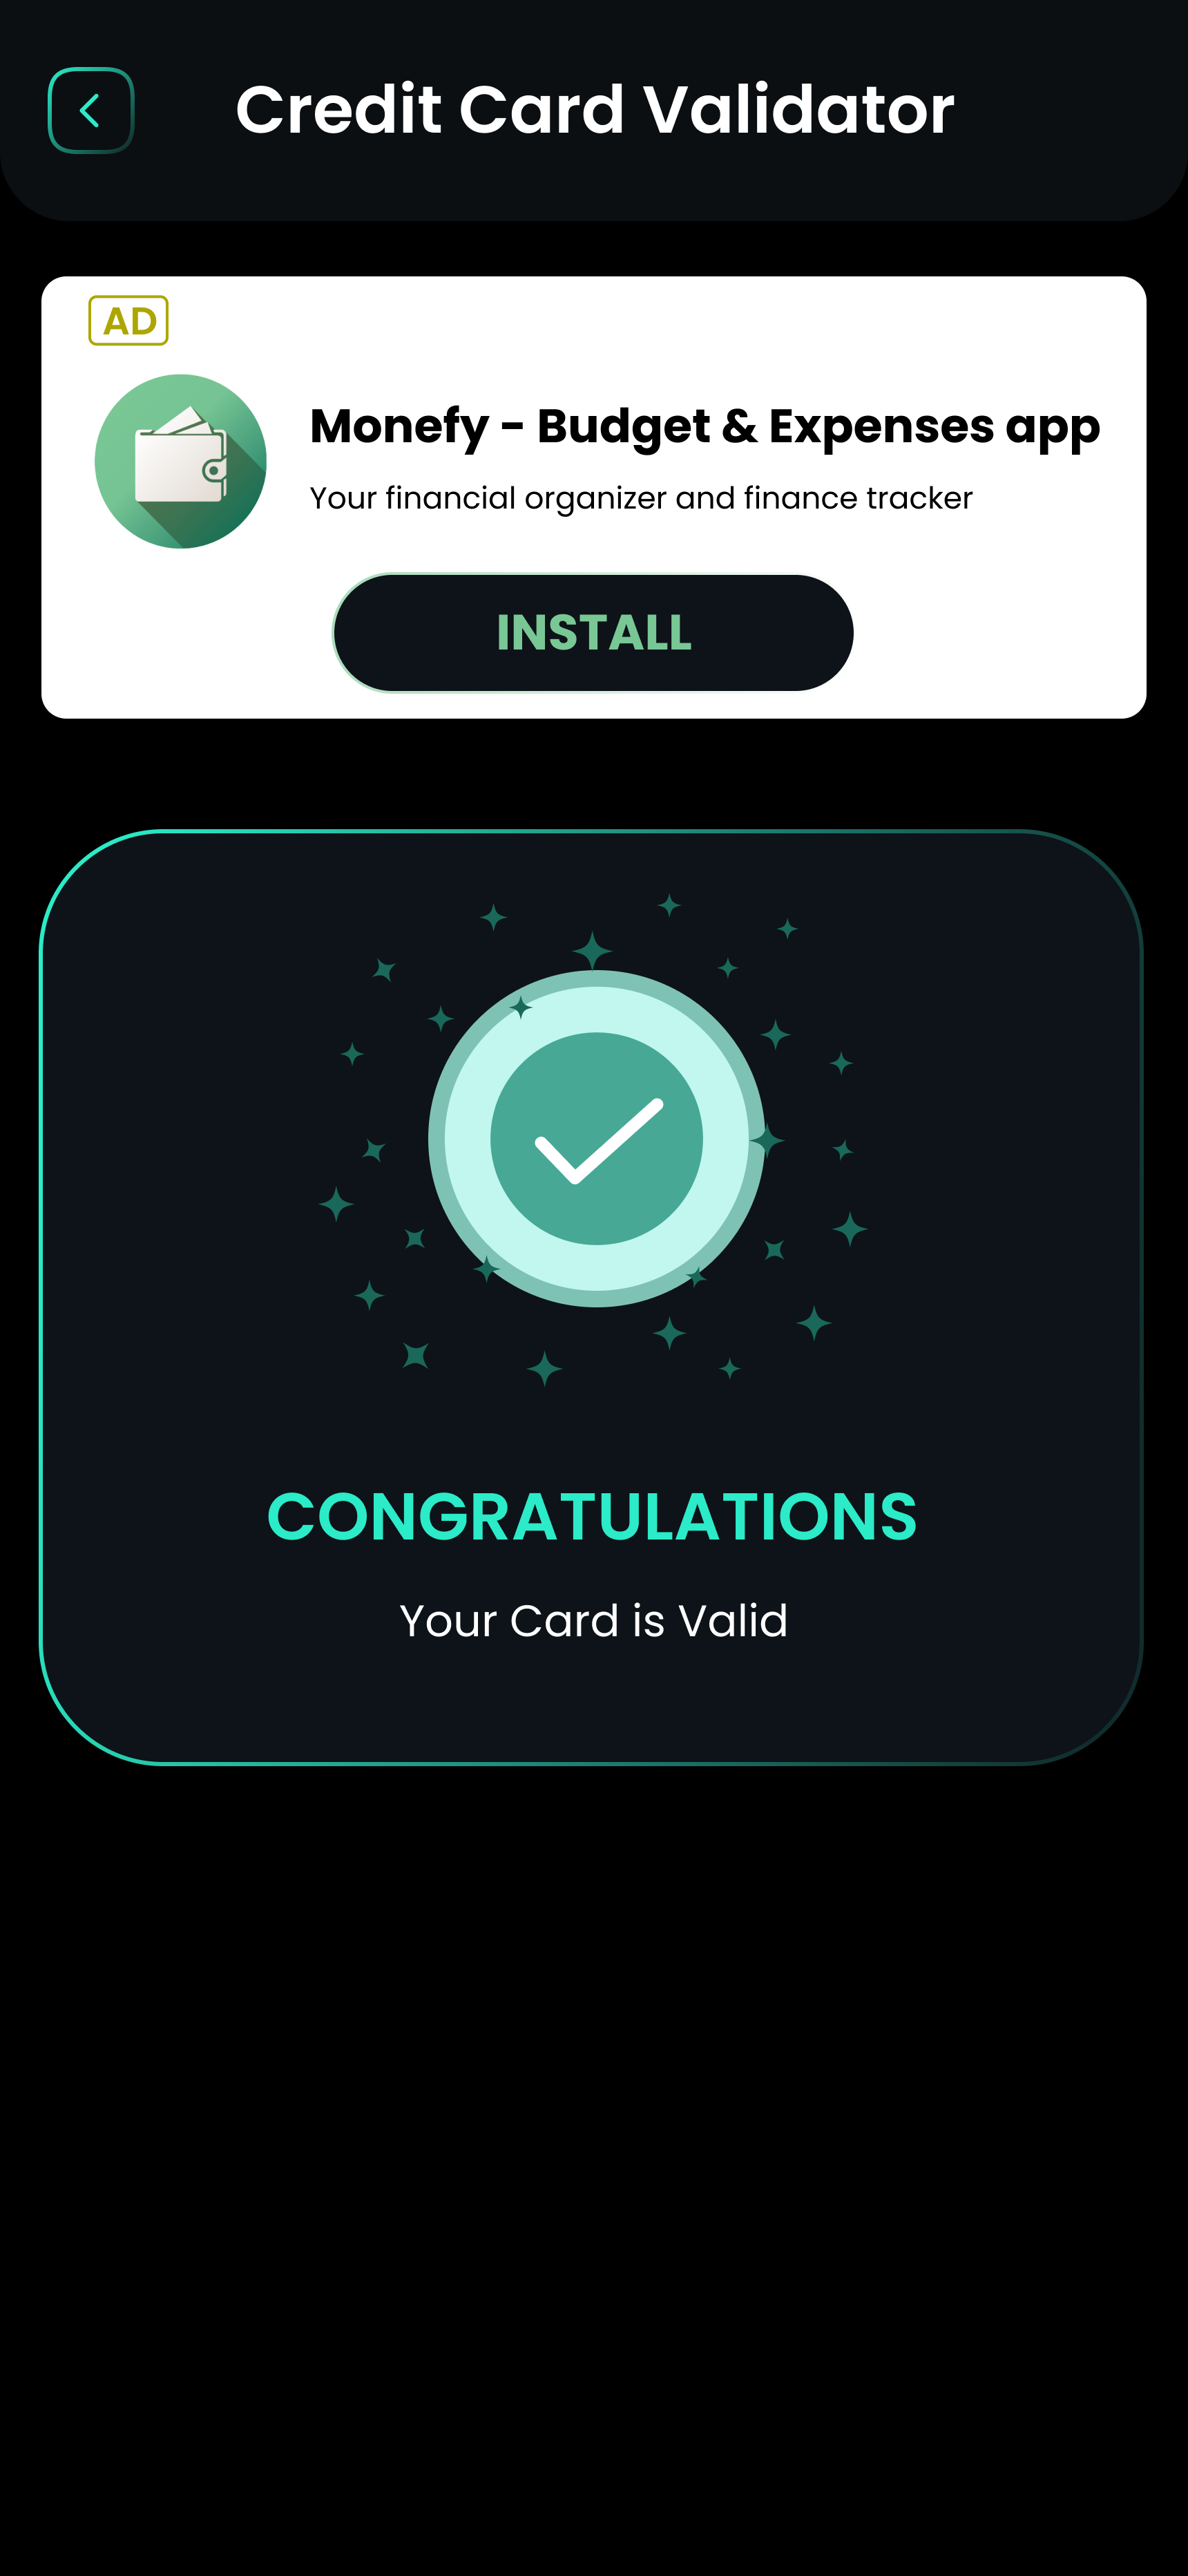 Credit Card Validator
AD
Monefy - Budget & Expenses app
Your financial organizer and finance tracker
INSTALL
CONGRATULATIONS
Your Card is Valid